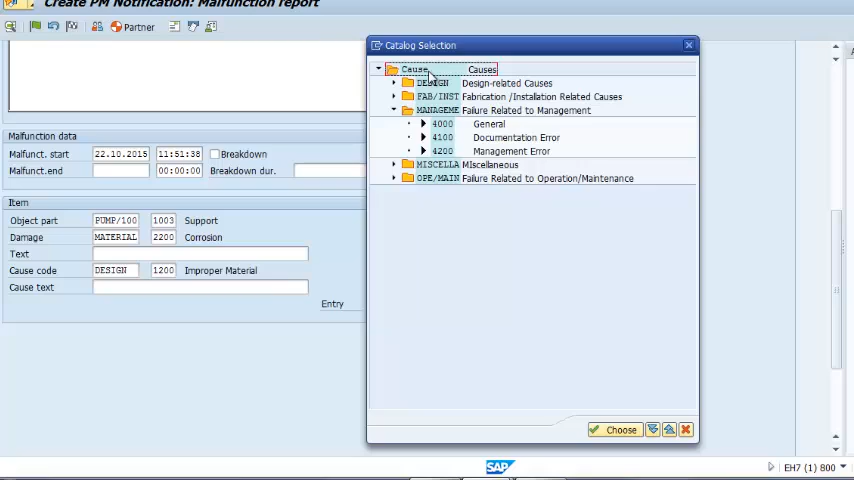 Create PM Notification: Malfunction report
Partner
Malfunction data
Malfunct. start 22.10.2015 11:51:38 Breakdown
Malfunct.end 00:00:00 Breakdown dur.
Item
Object part PUMP/100 1003 Support
Damage MATERIAL 2200 Corrosion
Text
Cause code DESIGN 1200 Improper Material
Cause text
Entry
Catalog Selection
Cause Causes
DESIGN Design-related Causes
FAB/INST Fabrication /Installation Related Causes
MANAGEME Failure Related to Management
4000 General
4100 Documentation Error
4200 Management Error
MISCELLA MIscellaneous
OPE/MAIN Failure Related to Operation/Maintenance
Choose
SAP
EH7 (1) 800